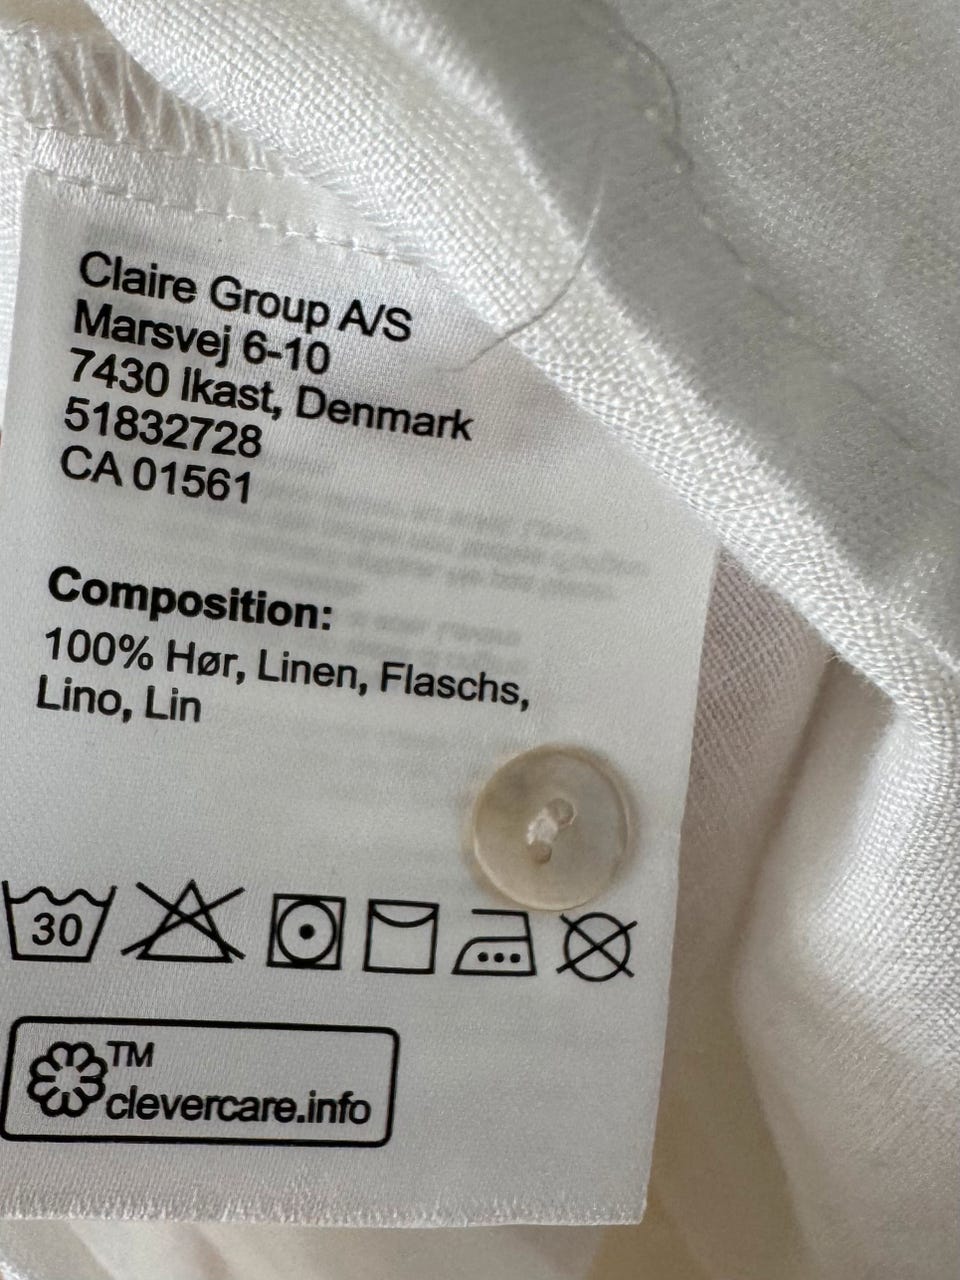 Claire Group A/S
Marsvej 6-10
7430 Ikast, Denmark
51832728
CA 01561
Composition:
100% Hør, Linen, Flaschs,
Lino, Lin
30
TM
clevercare.info